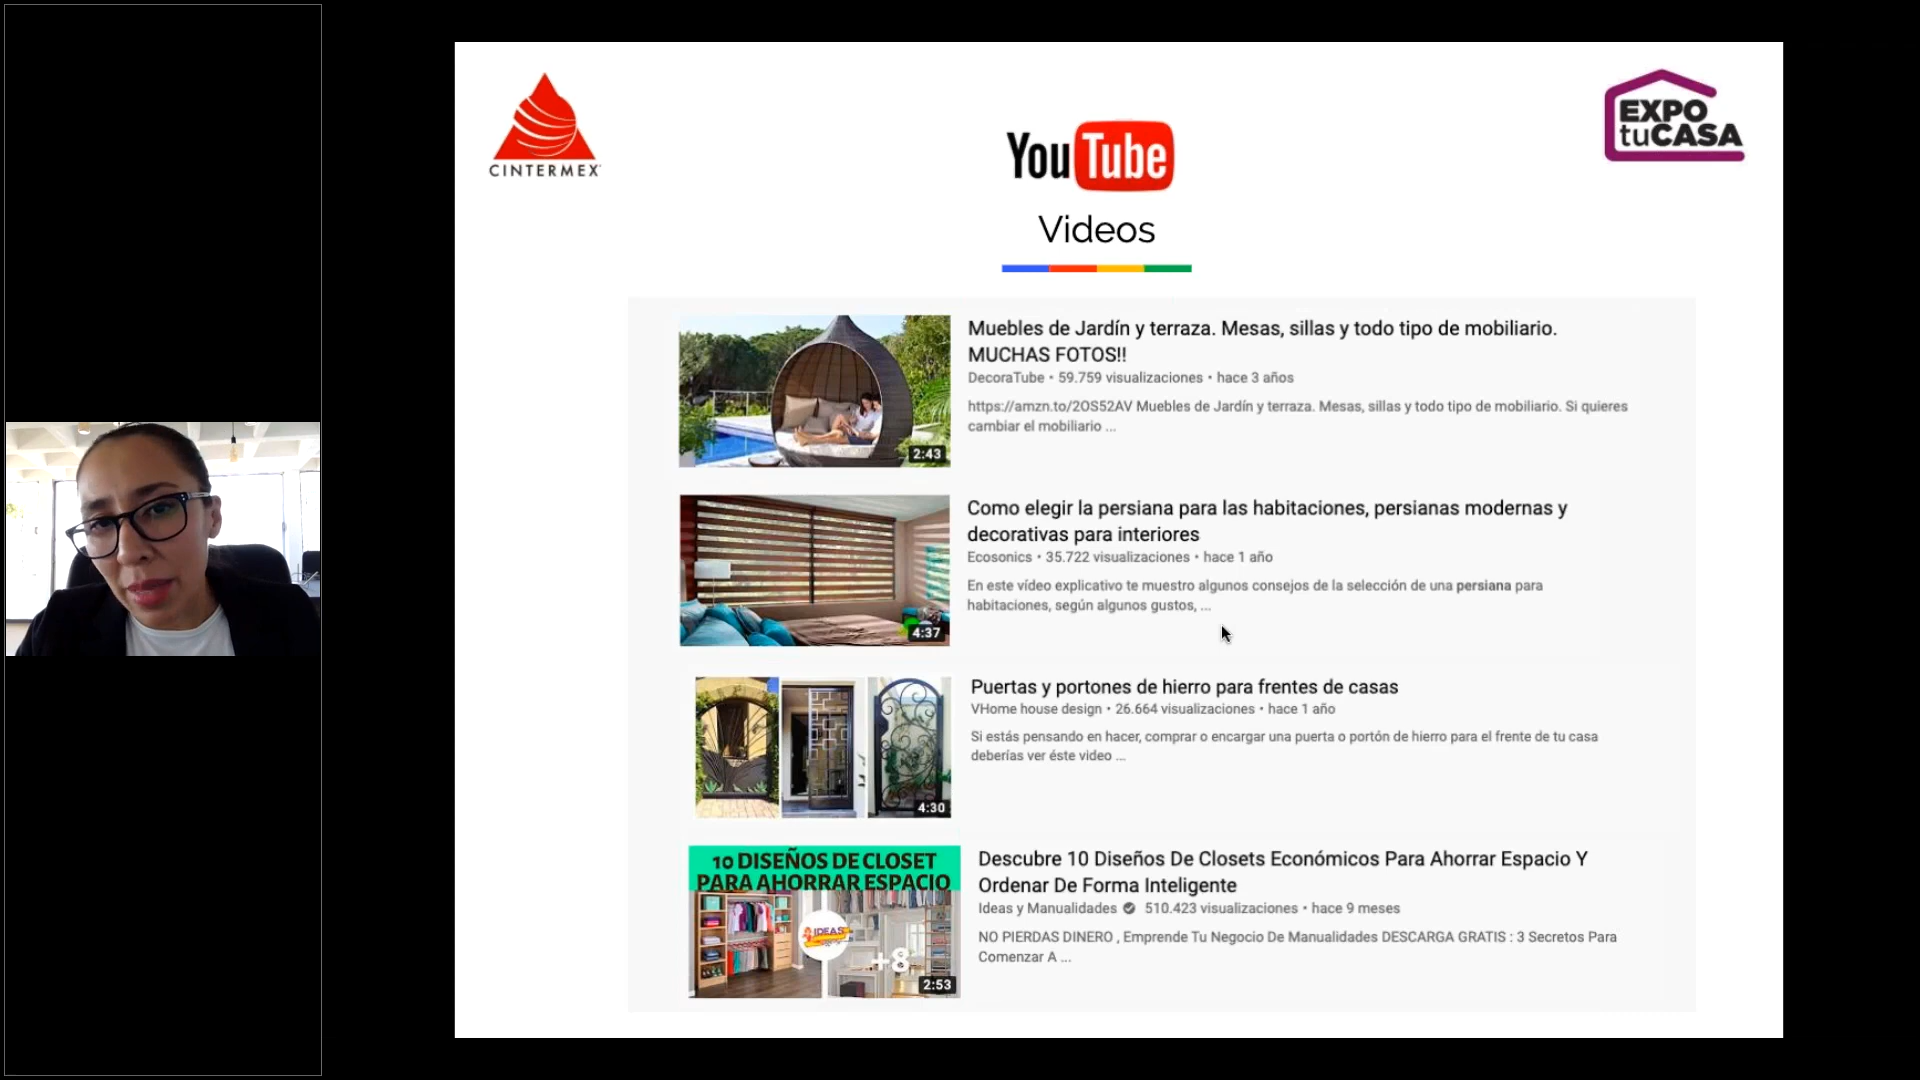 CINTERMEX
EXPO
tuCASA
YouTube
Videos
2:43
Muebles de Jardín y terraza. Mesas, sillas y todo tipo de mobiliario.
MUCHAS FOTOS!!
DecoraTube • 59.759 visualizaciones • hace 3 años
https://amzn.to/2OS52AV Muebles de Jardín y terraza. Mesas, sillas y todo tipo de mobiliario. Si quieres
cambiar el mobiliario ...
4:37
Como elegir la persiana para las habitaciones, persianas modernas y
decorativas para interiores
Ecosonics • 35.722 visualizaciones • hace 1 año
En este vídeo explicativo te muestro algunos consejos de la selección de una persiana para
habitaciones, según algunos gustos, ...
4:30
Puertas y portones de hierro para frentes de casas
VHome house design • 26.664 visualizaciones • hace 1 año
Si estás pensando en hacer, comprar o encargar una puerta o portón de hierro para el frente de tu casa
deberías ver éste video ...
10 DISEÑOS DE CLOSET
PARA AHORRAR ESPACIO
IDEAS
+8
2:53
Descubre 10 Diseños De Closets Económicos Para Ahorrar Espacio Y
Ordenar De Forma Inteligente
Ideas y Manualidades 510.423 visualizaciones • hace 9 meses
NO PIERDAS DINERO , Emprende Tu Negocio De Manualidades DESCARGA GRATIS : 3 Secretos Para
Comenzar A ...